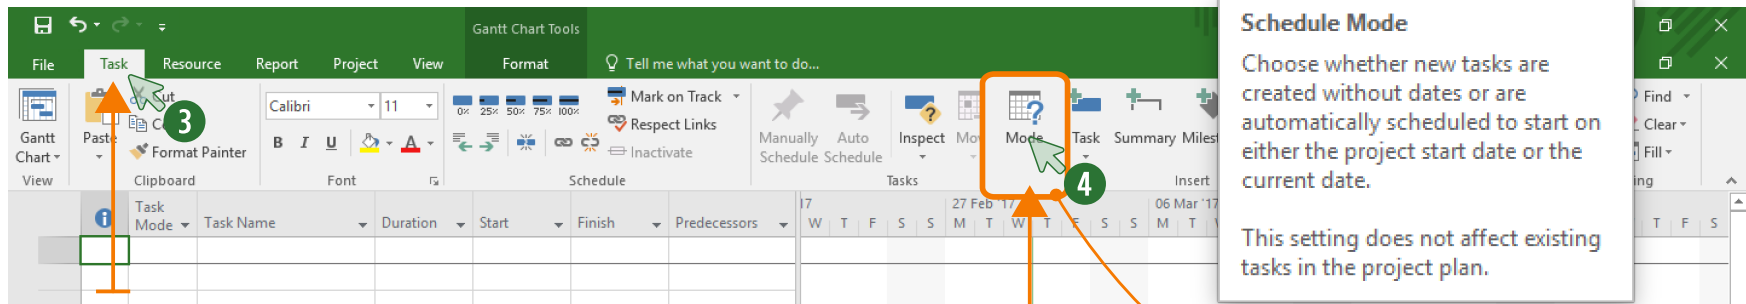 Gantt Chart Tools
File Task Resource Report Project View Format Tell me what you want to do...
Schedule Mode
Choose whether new tasks are
created without dates or are
automatically scheduled to start on
either the project start date or the
current date.
This setting does not affect existing
tasks in the project plan.
Gantt
Chart
View
Paste
Cut
3
Format Painter
Clipboard
Calibri 11
B I U A
Font
0% 25% 50% 75% 100%
Mark on Track
Respect Links
Inactivate
Manually
Schedule
Auto
Schedule
Schedule
Inspect
Mode
4
Tasks
Task
Summary
Insert
Find
Clear
Fill
Task
Mode
Task Name
Duration
Start
Finish
Predecessors
27 Feb '17
06 Mar '17
W T F S S M T W T F S S M T
T F S